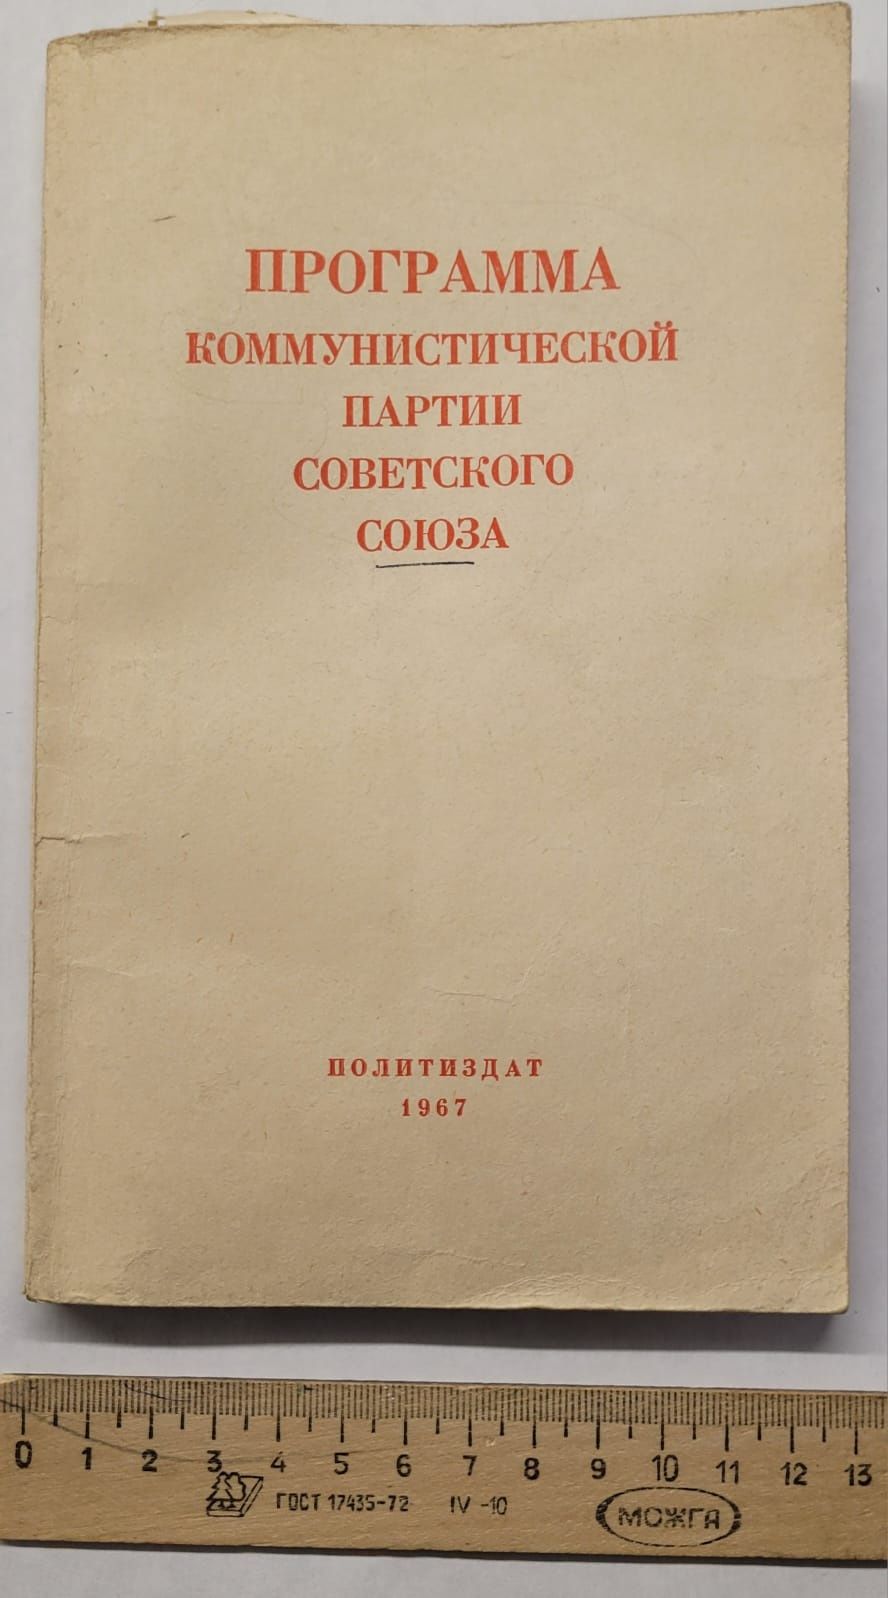 ПРОГРАММА
КОММУНИСТИЧЕСКОЙ
ПАРТИИ
СОВЕТСКОГО
СОЮЗА
ПОЛИТИЗДАТ
1967
0 1 2 3 4 5 6 7 8 9 10 11 12 13
ГОСТ 17435-72 IV -10 МОЖГА